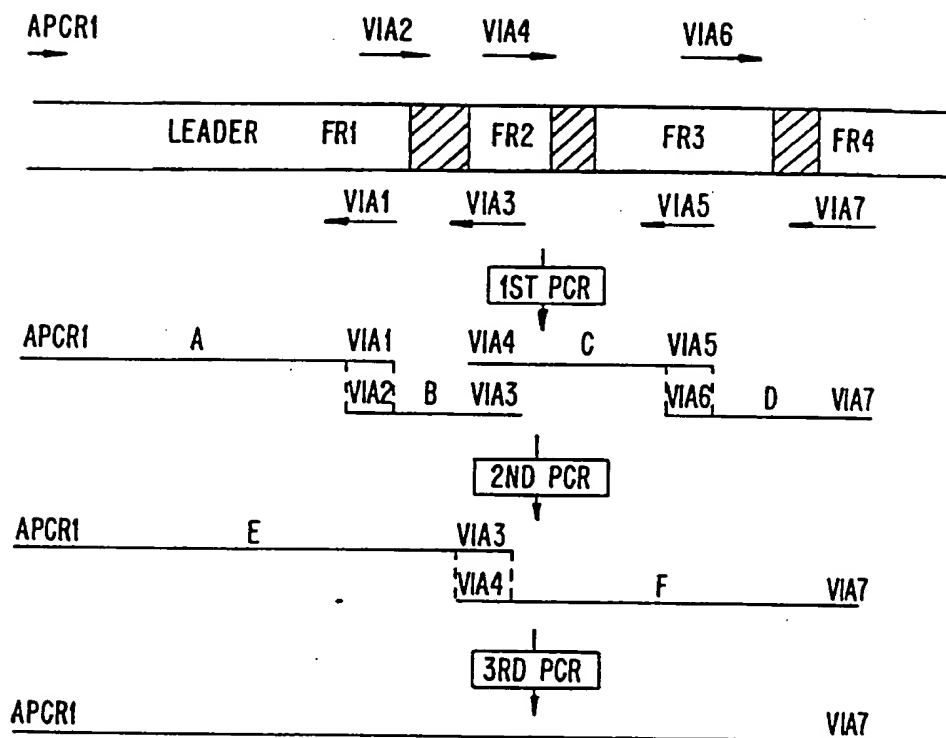 APCR1 VIA2 VIA4 VIA6
LEADER FR1 FR2 FR3 FR4
VIA1 VIA3 VIA5 VIA7
1ST PCR
APCR1 A VIA1 VIA4 C VIA5
VIA2 B VIA3 VIA6 D VIA7
2ND PCR
APCR1 E VIA3
VIA4 F VIA7
3RD PCR
APCR1 VIA7